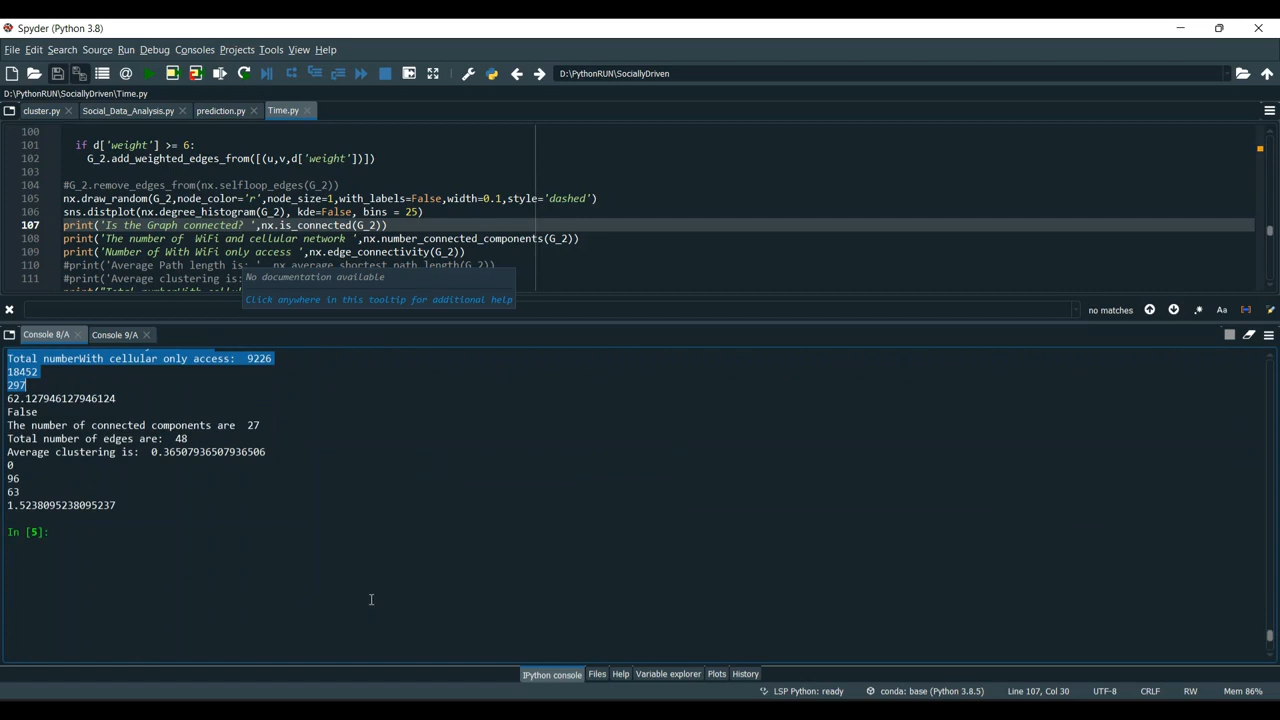 Spyder (Python 3.8)
File Edit Search Source Run Debug Consoles Projects Tools View Help
D:\PythonRUN\SociallyDriven
D:\PythonRUN\SociallyDriven\Time.py
cluster.py Social_Data_Analysis.py prediction.py Time.py
100
101 if d['weight'] >= 6:
102 G_2.add_weighted_edges_from([(u,v,d['weight'])])
103
104 #G_2.remove_edges_from(nx.selfloop_edges(G_2))
105 nx.draw_random(G_2,node_color='r',node_size=1,with_labels=False,width=0.1,style='dashed')
106 sns.distplot(nx.degree_histogram(G_2), kde=False, bins = 25)
107 print('Is the Graph connected? ',nx.is_connected(G_2))
108 print('The number of  WiFi and cellular network ',nx.number_connected_components(G_2))
109 print('Number of With WiFi only access ',nx.edge_connectivity(G_2))
110 #print('Average Path length is: ', nx.average_shortest_path_length(G_2))
111 #print('Average clustering is:
No documentation available
Click anywhere in this tooltip for additional help
no matches Aa
Console 8/A Console 9/A
Total numberWith cellular only access:  9226
18452
297
62.127946127946124
False
The number of connected components are  27
Total number of edges are:  48
Average clustering is:  0.36507936507936506
0
96
63
1.5238095238095237
In [5]:
IPython console Files Help Variable explorer Plots History
LSP Python: ready conda: base (Python 3.8.5) Line 107, Col 30 UTF-8 CRLF RW Mem 86%